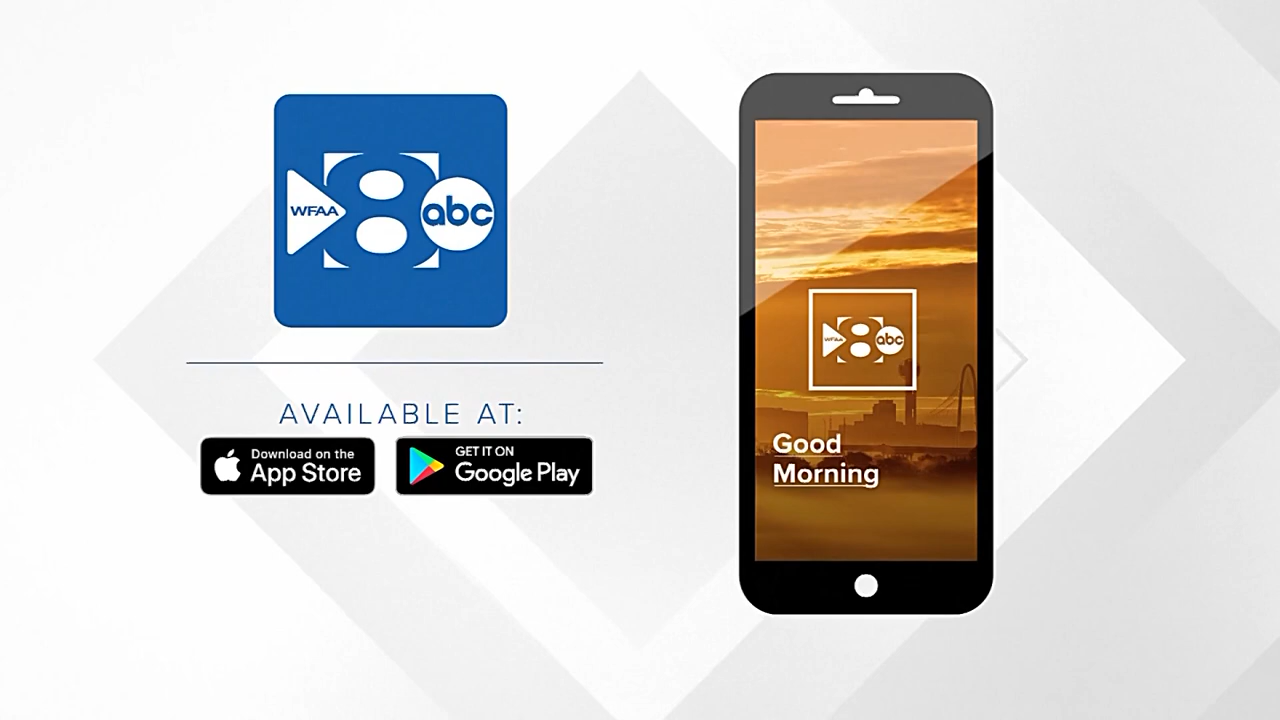 WFAA 8 abc
AVAILABLE AT:
Download on the
App Store
GET IT ON
Google Play
WFAA 8 abc
Good
Morning